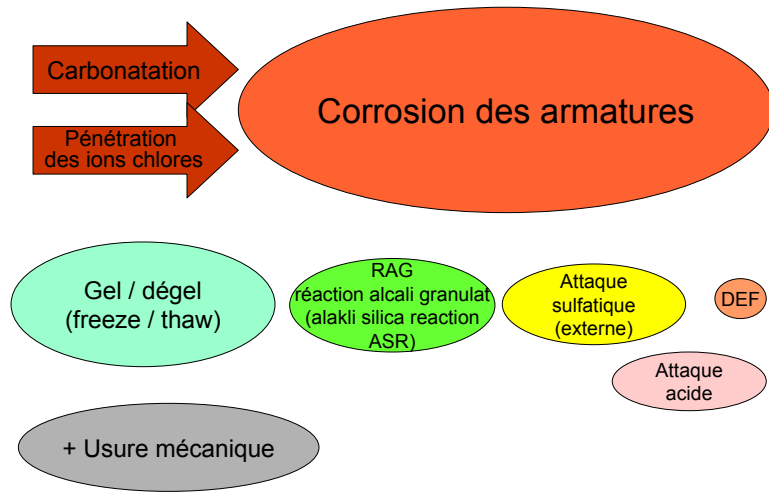 Carbonatation
Pénétration
des ions chlores
Corrosion des armatures
Gel / dégel
(freeze / thaw)
RAG
réaction alcali granulat
(alakli silica reaction
ASR)
Attaque
sulfatique
(externe)
DEF
Attaque
acide
+ Usure mécanique